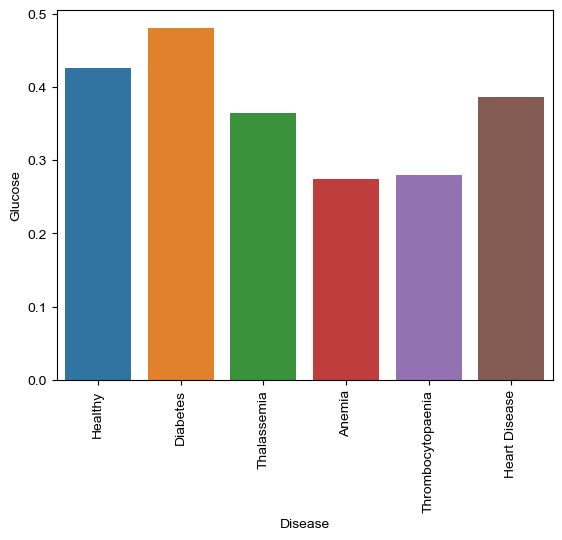 0.5
0.4
0.3
0.2
0.1
0.0
Glucose
Healthy
Diabetes
Thalassemia
Anemia
Thrombocytopaenia
Heart Disease
Disease